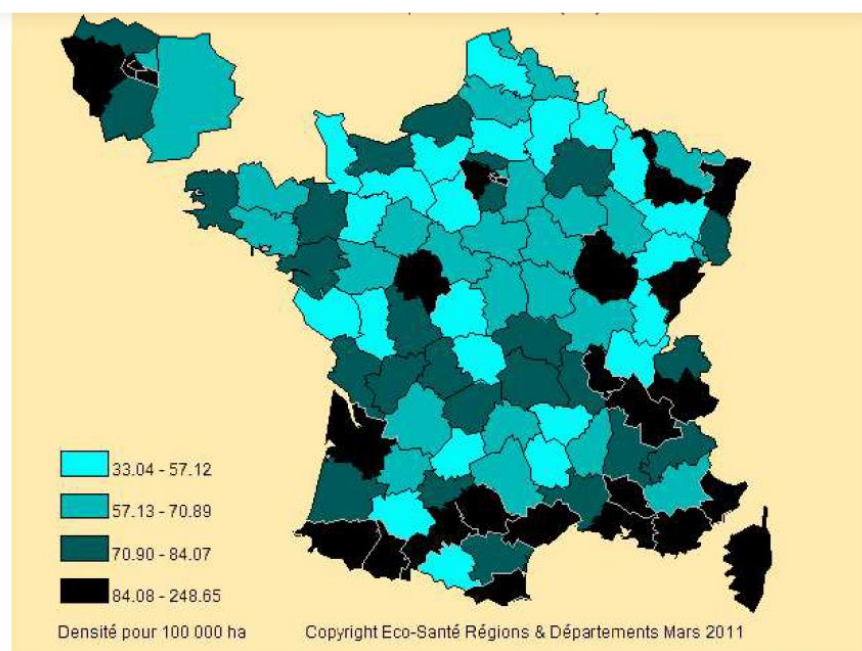 33.04 - 57.12
57.13 - 70.89
70.90 - 84.07
84.08 - 248.65
Densité pour 100 000 ha
Copyright Eco-Santé Régions & Départements Mars 2011